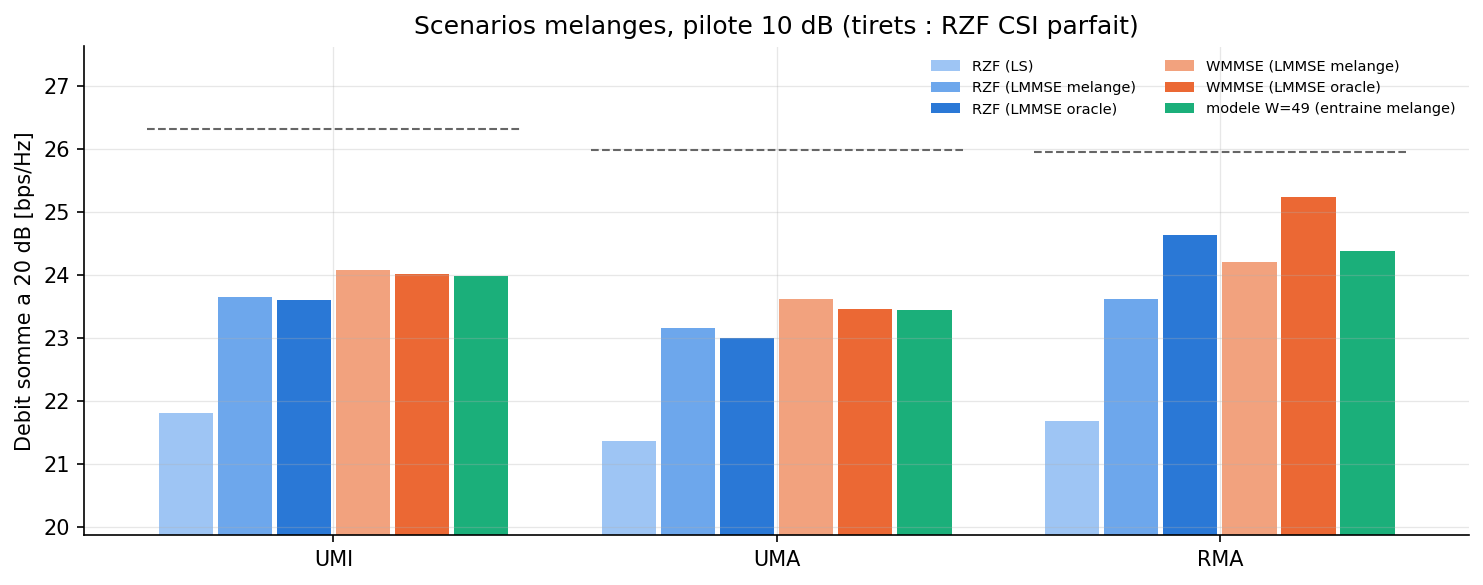 Scenarios melanges, pilote 10 dB (tirets : RZF CSI parfait)
Debit somme a 20 dB [bps/Hz]
27
26
25
24
23
22
21
20
RZF (LS)
RZF (LMMSE melange)
RZF (LMMSE oracle)
WMMSE (LMMSE melange)
WMMSE (LMMSE oracle)
modele W=49 (entraine melange)
UMI
UMA
RMA